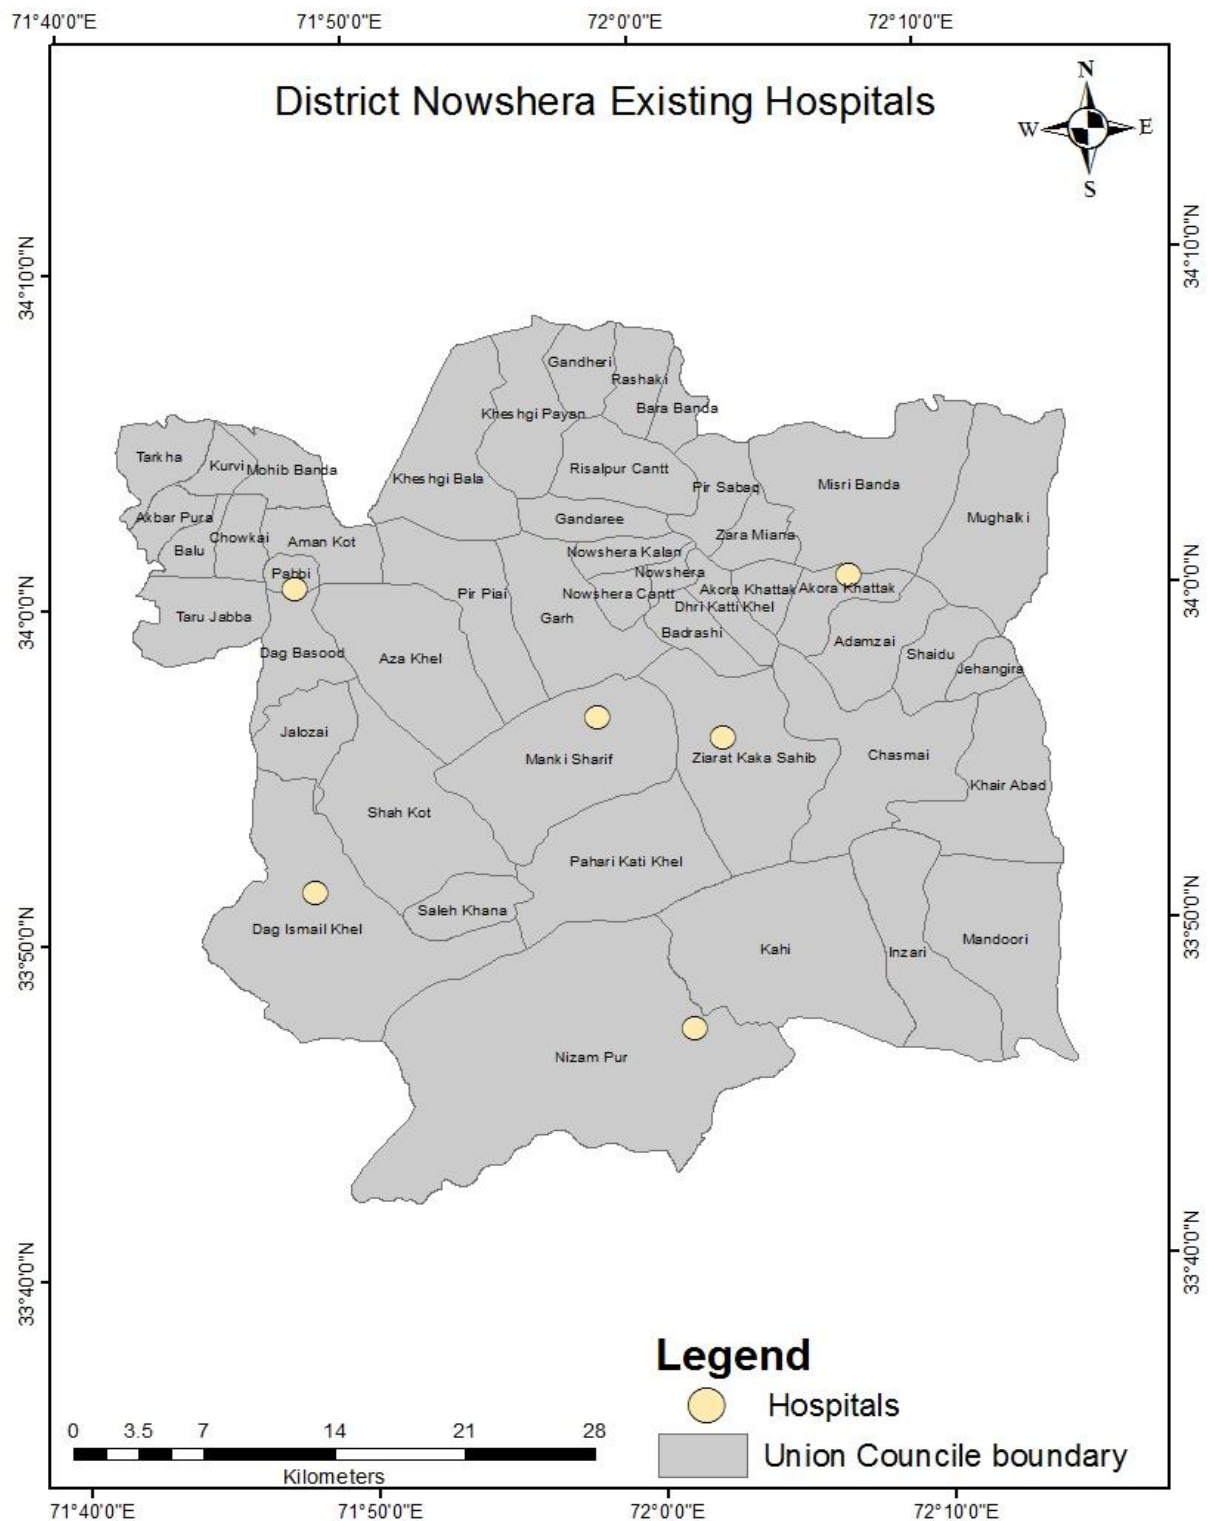 71°40'0"E 71°50'0"E 72°0'0"E 72°10'0"E
District Nowshera Existing Hospitals
N
W E
S
34°10'0"N 34°10'0"N
Gandheri
Rashaki
Bara Banda
Kheshgi Payan
Tarkha
Kurvi
Mohib Banda
Kheshgi Bala
Risalpur Cantt
Pir Sabaq
Misri Banda
Mughalki
Akbar Pura
Balu
Chowkai
Aman Kot
Gandaree
Zara Miana
Nowshera Kalan
Pabbi
Nowshera
Pir Piai
Nowshera Cantt
Akora Khattak
Akora Khattak
34°0'0"N 34°0'0"N
Taru Jabba
Garh
Dhri Katti Khel
Badrashi
Adamzai
Dag Basood
Aza Khel
Shaidu
Jehangira
Jalozai
Manki Sharif
Ziarat Kaka Sahib
Chasmai
Khair Abad
Shah Kot
Pahari Kati Khel
Saleh Khana
Dag Ismail Khel
Kahi
Inzari
Mandoori
33°50'0"N 33°50'0"N
Nizam Pur
33°40'0"N 33°40'0"N
Legend
Hospitals
Union Councile boundary
0 3.5 7 14 21 28
Kilometers
71°40'0"E 71°50'0"E 72°0'0"E 72°10'0"E